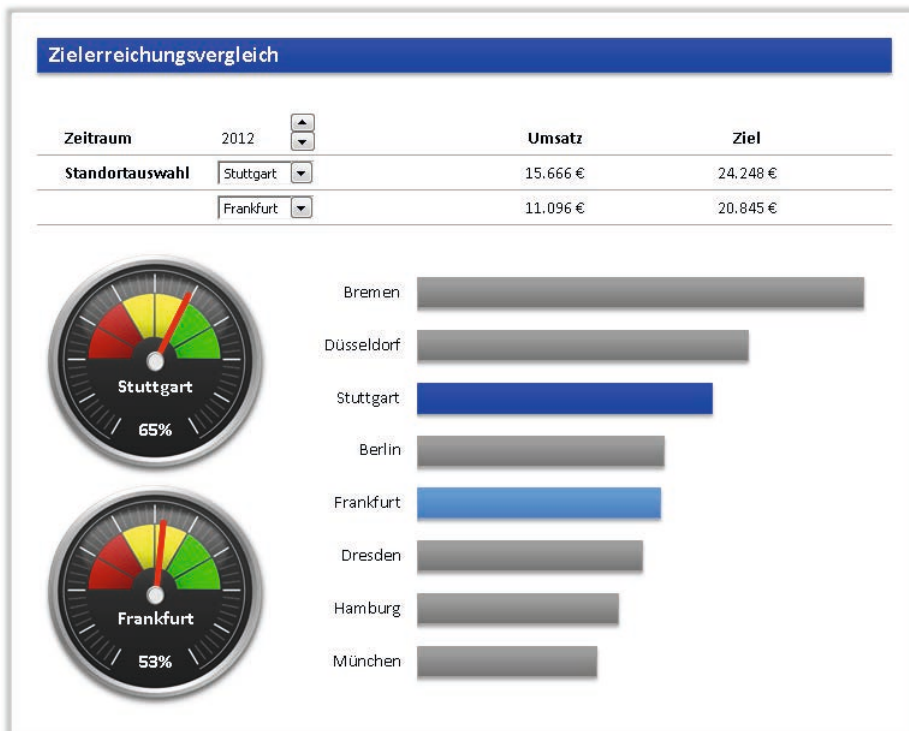 Zielerreichungsvergleich
Zeitraum 2012 Umsatz Ziel
Standortauswahl Stuttgart 15.666 € 24.248 €
Frankfurt 11.096 € 20.845 €
Stuttgart
65%
Frankfurt
53%
Bremen
Düsseldorf
Stuttgart
Berlin
Frankfurt
Dresden
Hamburg
München